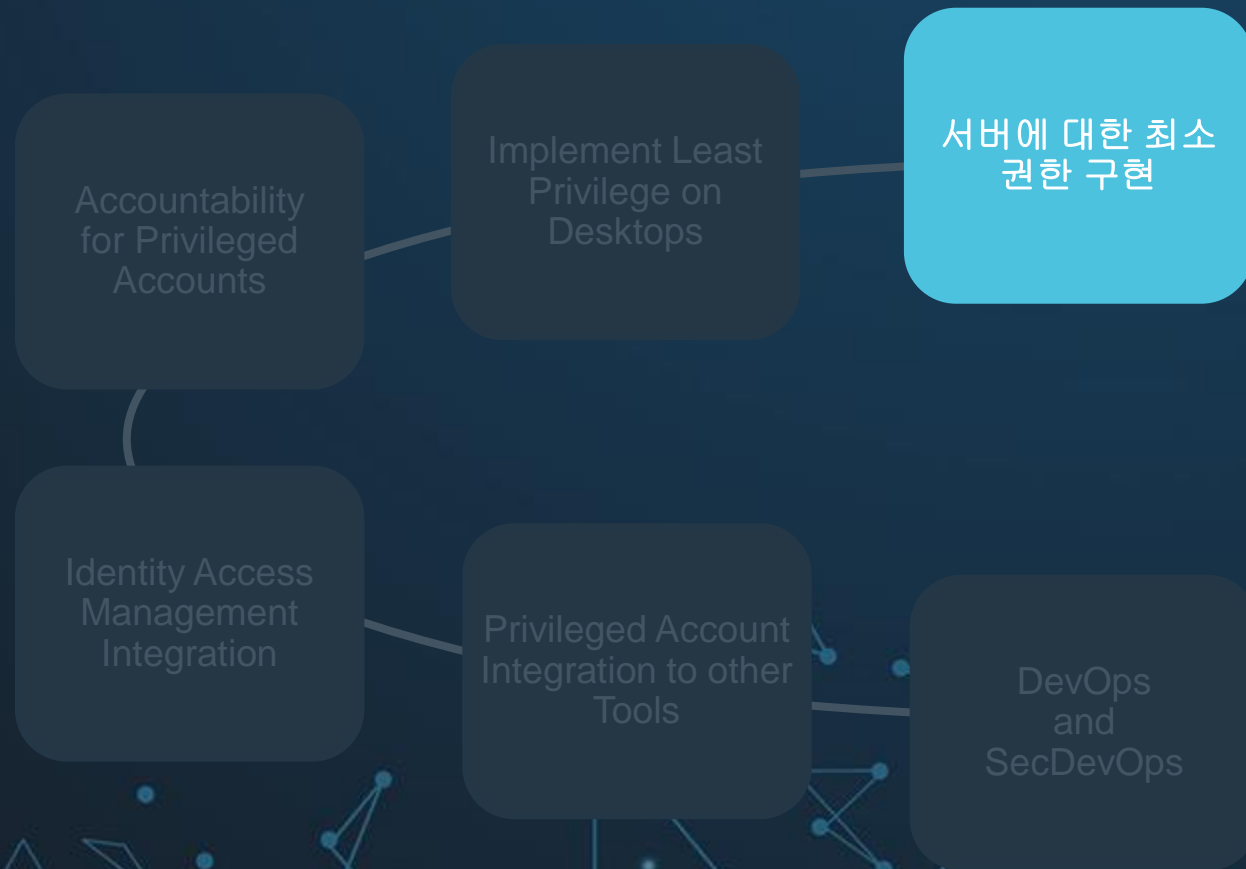 Accountability
for Privileged
Accounts
Implement Least
Privilege on
Desktops
서버에 대한 최소
권한 구현
Identity Access
Management
Integration
Privileged Account
Integration to other
Tools
DevOps
and
SecDevOps